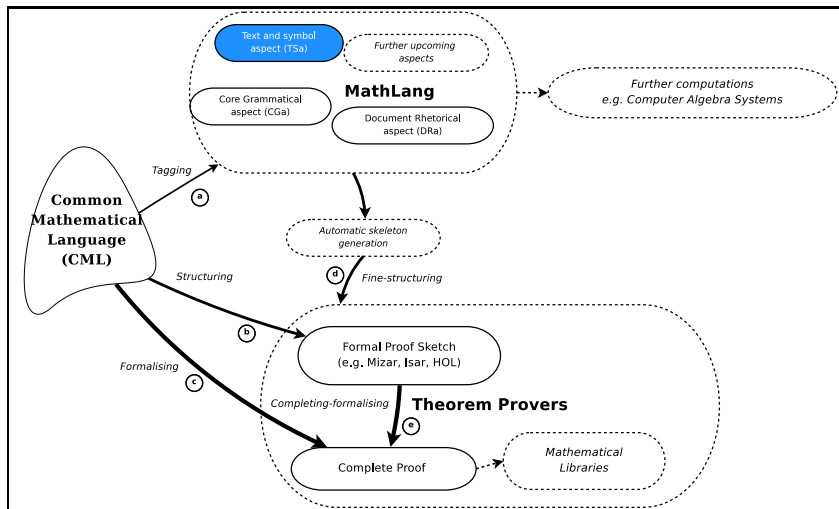 Text and symbol
aspect (TSa)
Further upcoming
aspects
MathLang
Core Grammatical
aspect (CGa)
Document Rhetorical
aspect (DRa)
Further computations
e.g. Computer Algebra Systems
Tagging
a
Common
Mathematical
Language
(CML)
Automatic skeleton
generation
Structuring
d
Fine-structuring
b
Formal Proof Sketch
(e.g. Mizar, Isar, HOL)
Formalising
c
Completing-formalising
Theorem Provers
e
Complete Proof
Mathematical
Libraries